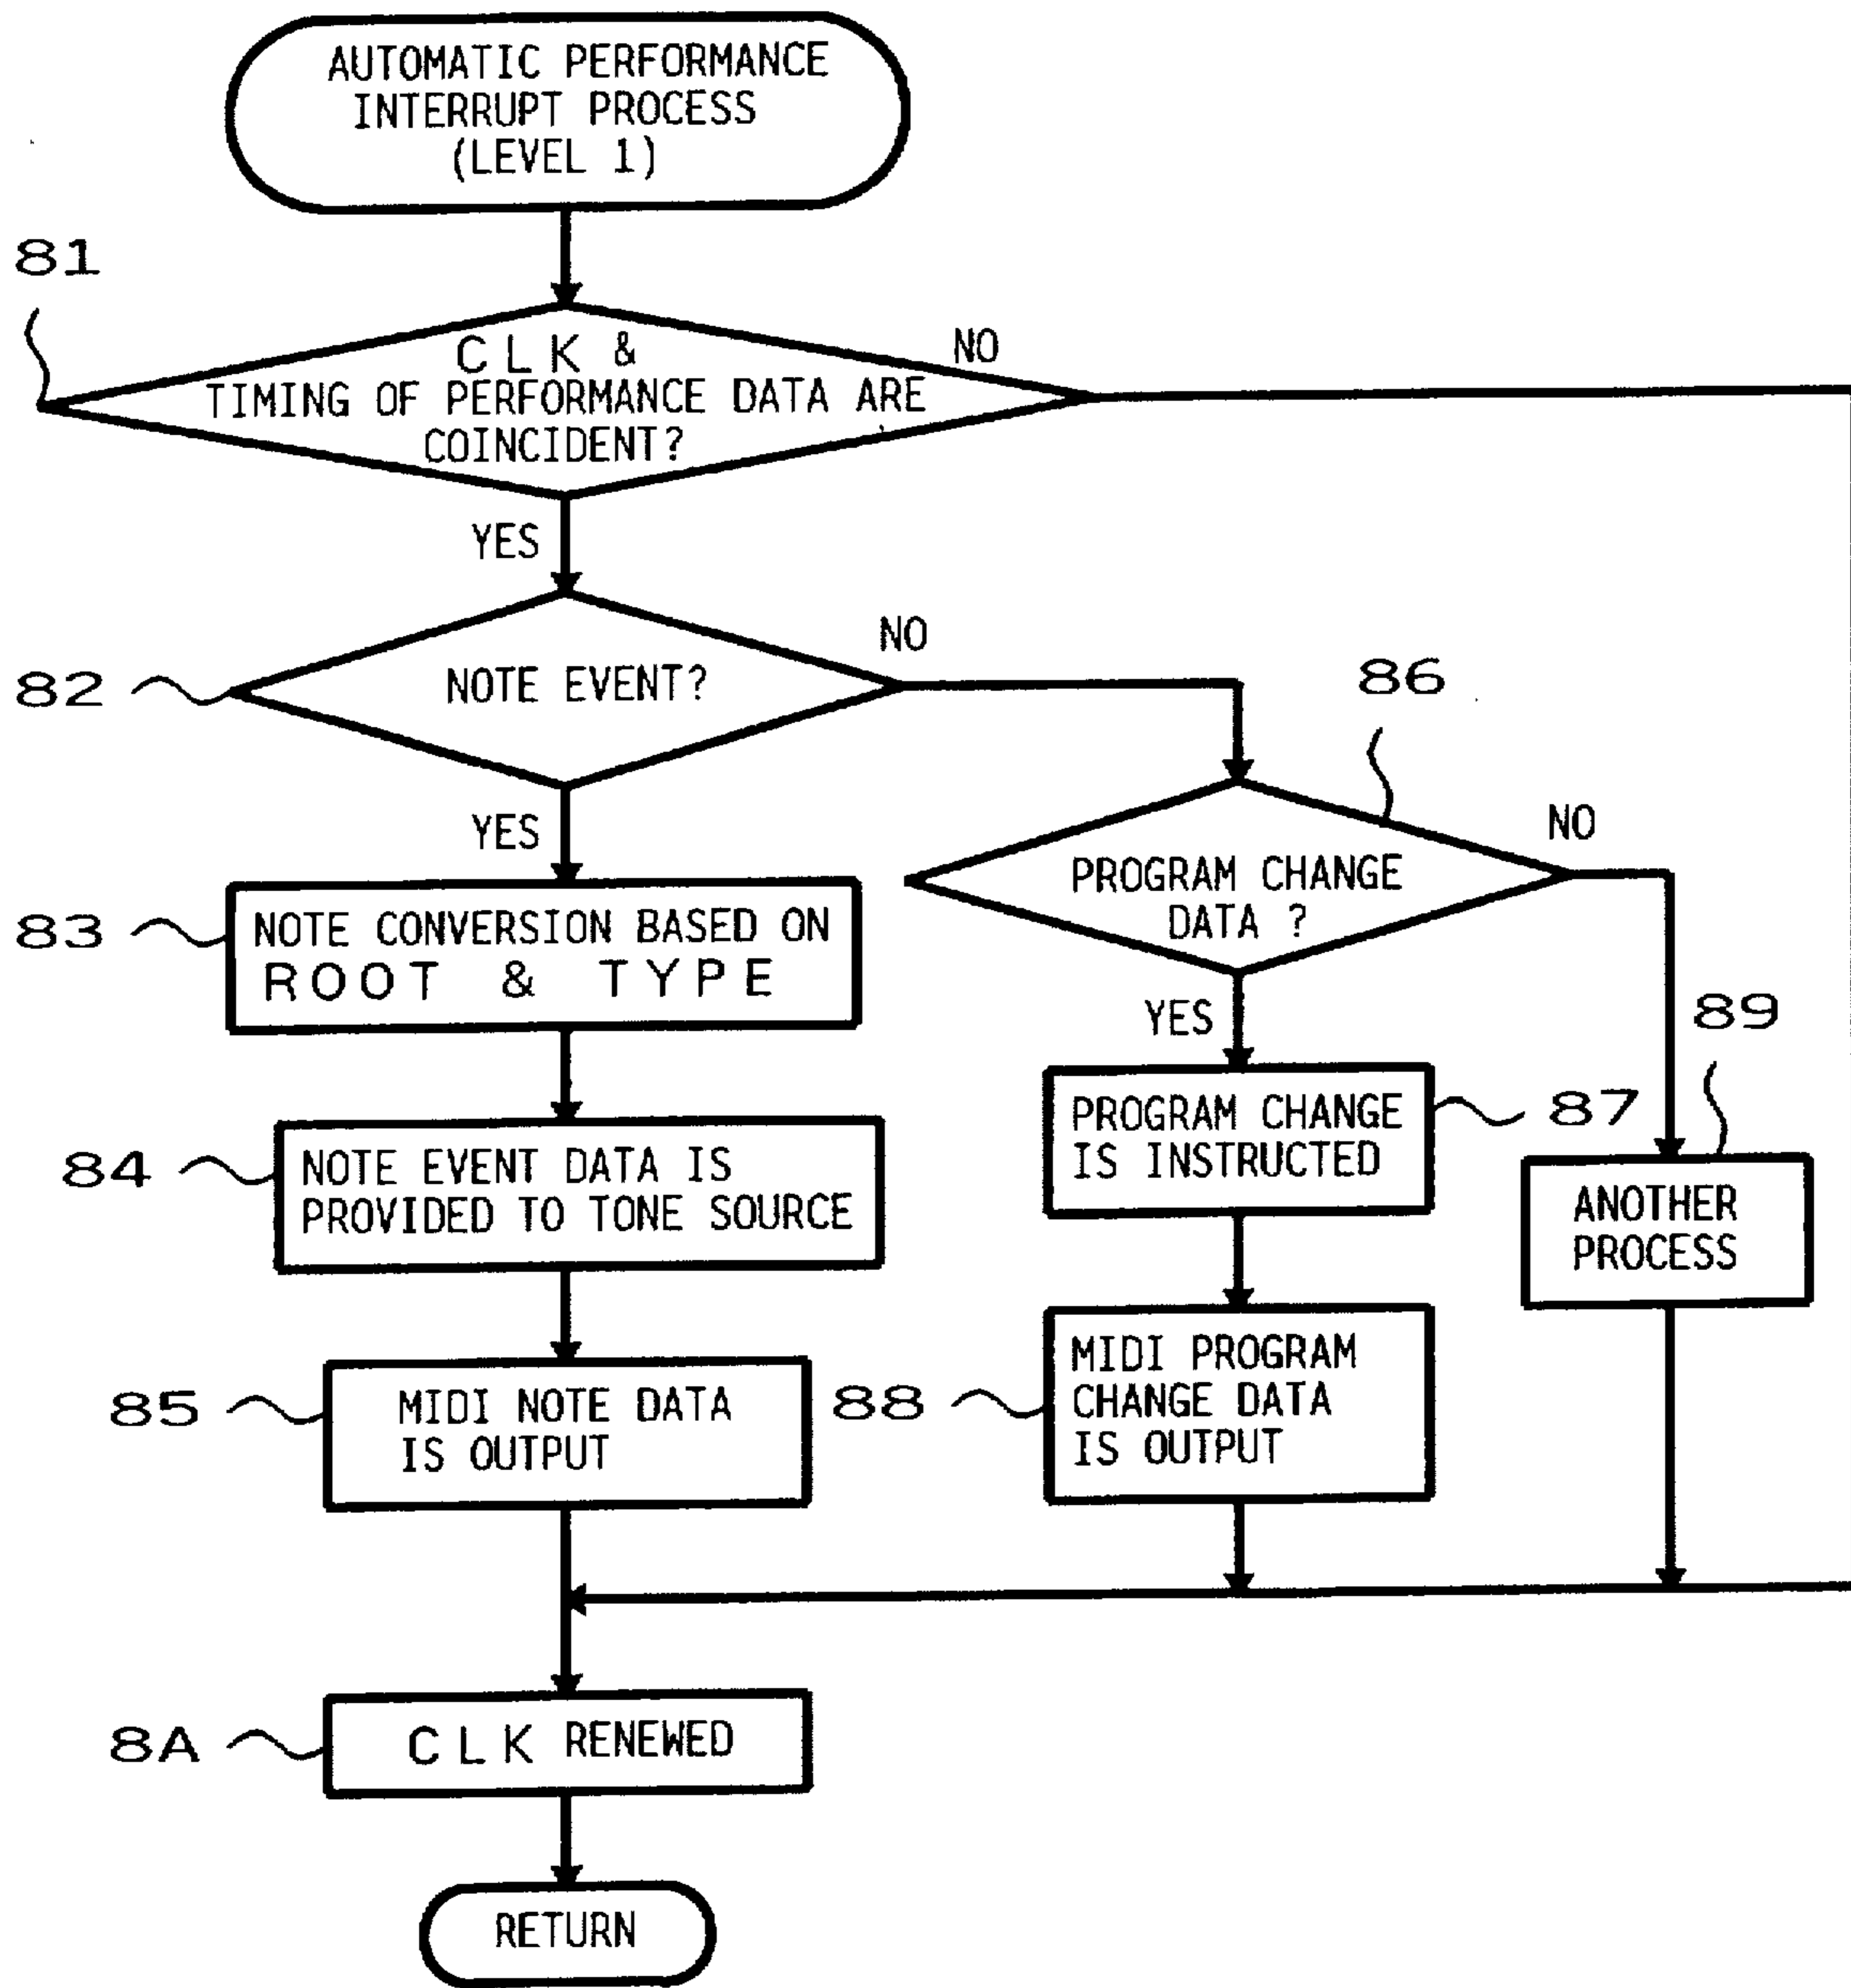 AUTOMATIC PERFORMANCE
INTERRUPT PROCESS
(LEVEL 1)
81
CLK &
TIMING OF PERFORMANCE DATA ARE
COINCIDENT?
NO
YES
82
NOTE EVENT?
NO
YES
83
NOTE CONVERSION BASED ON
ROOT & TYPE
84
NOTE EVENT DATA IS
PROVIDED TO TONE SOURCE
85
MIDI NOTE DATA
IS OUTPUT
86
PROGRAM CHANGE
DATA ?
NO
YES
87
PROGRAM CHANGE
IS INSTRUCTED
88
MIDI PROGRAM
CHANGE DATA
IS OUTPUT
89
ANOTHER
PROCESS
8A
CLK RENEWED
RETURN